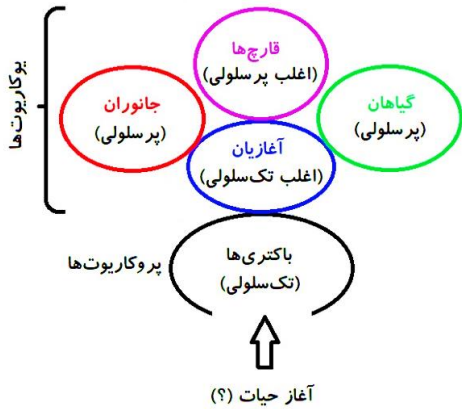 قارچ‌ها
(اغلب پرسلولی)
گیاهان
(پرسلولی)
جانوران
(پرسلولی)
آغازیان
(اغلب تک‌سلولی)
یوکاریوت‌ها
باکتری‌ها
(تک‌سلولی)
پروکاریوت‌ها
آغاز حیات (؟)